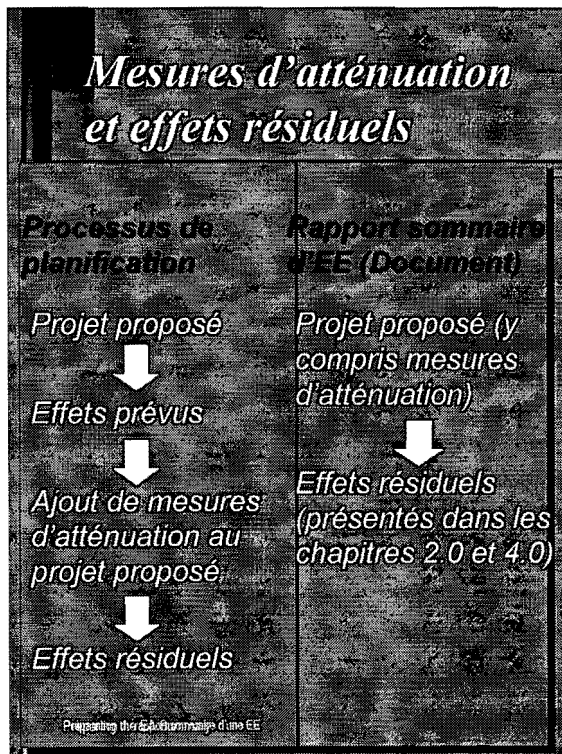 Mesures d'atténuation
et effets résiduels
Processus de
planification
Projet proposé
Effets prévus
Ajout de mesures
d'atténuation au
projet proposé
Effets résiduels
Rapport sommaire
d'EE (Document)
Projet proposé (y
compris mesures
d'atténuation)
Effets résiduels
(présentés dans les
chapitres 2.0 et 4.0)
d'une EE